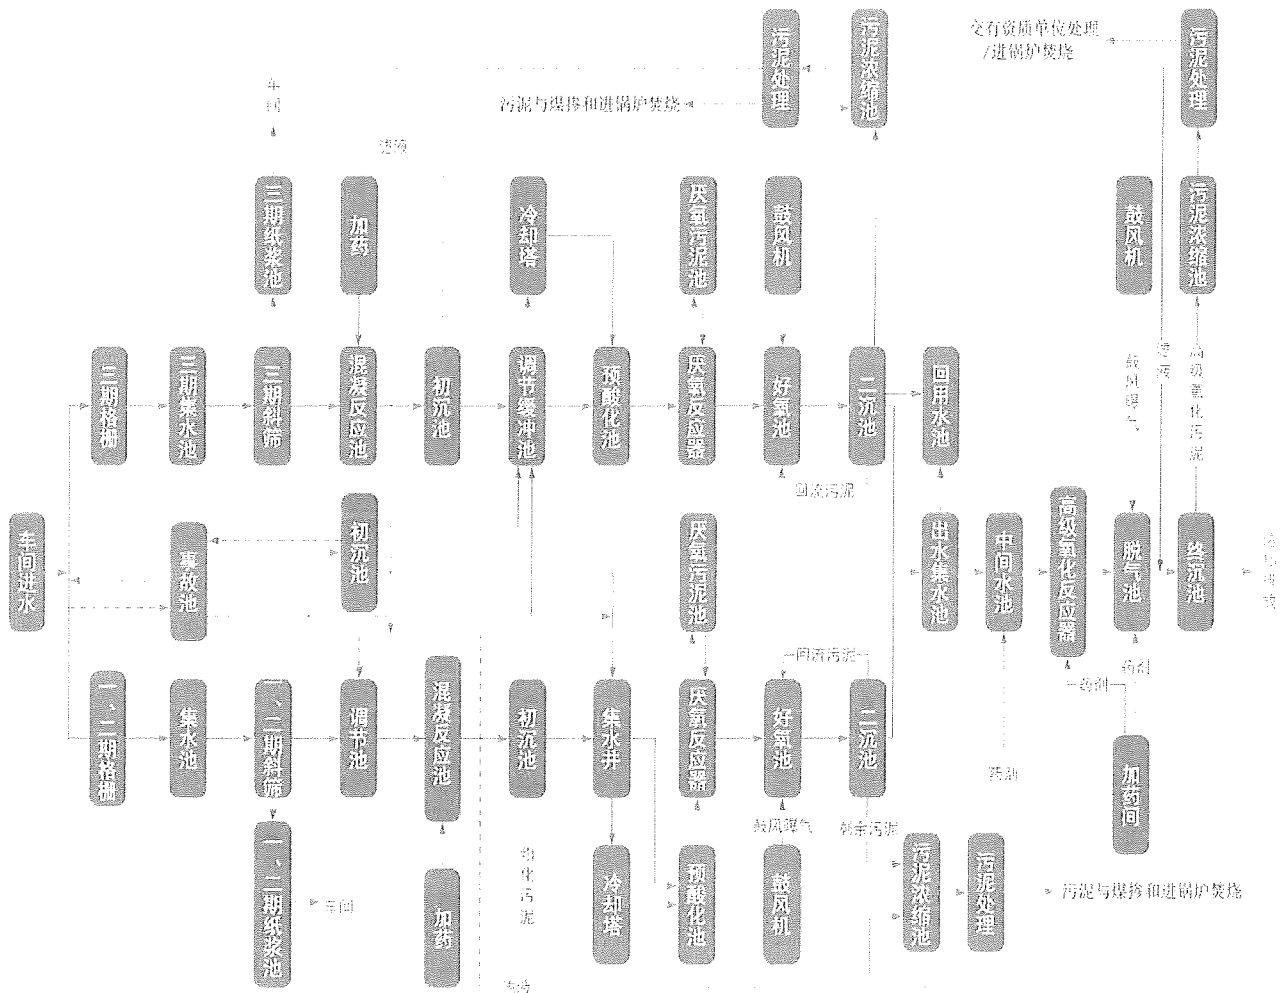 污泥处理
污泥浓缩池
交有资质单位处理
/进锅炉焚烧
污泥处理
车间
污泥与煤掺和进锅炉焚烧
三期纸浆池
加药
冷却塔
厌氧污泥池
鼓风机
鼓风机
污泥浓缩池
三期格栅
三期集水池
三期斜筛
混凝反应池
初沉池
调节缓冲池
预酸化池
厌氧反应器
好氧池
二沉池
回用水池
鼓风曝气
回流污泥
车间进水
事故池
初沉池
厌氧污泥池
出水集水池
中间水池
高级氧化反应器
脱气池
终沉池
回流污泥
药剂
药剂
一、二期格栅
集水池
一、二期斜筛
调节池
混凝反应池
初沉池
集水井
厌氧反应器
好氧池
二沉池
药剂
加药间
鼓风曝气
剩余污泥
一、二期纸浆池
车间
加药
冷却塔
预酸化池
鼓风机
污泥浓缩池
污泥处理
污泥与煤掺和进锅炉焚烧